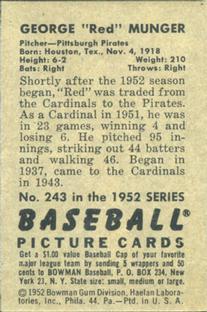 GEORGE "Red" MUNGER
Pitcher—Pittsburgh Pirates
Born: Houston, Tex., Nov. 4, 1918
Height: 6-2 Weight: 210
Bats: Right Throws: Right
Shortly after the 1952 season
began, "Red" was traded from
the Cardinals to the Pirates.
As a Cardinal in 1951, he was
in 23 games, winning 4 and
losing 6. He pitched 95 in-
nings, striking out 44 batters
and walking 46. Began in
1937, came to the Cardinals
in 1943.
No. 243 in the 1952 SERIES
BASEBALL®
PICTURE CARDS
Get a $1.00 value Baseball Cap of your favorite
major league team by sending 5 wrappers and
50 cents to BOWMAN Baseball, P. O. BOX 234, New
York 23, N. Y. State size: small, medium or large.
©1952 Bowman Gum Division, Haelan Labora-
tories, Inc., Phila. 44, Pa.—Ptd. in U. S. A.